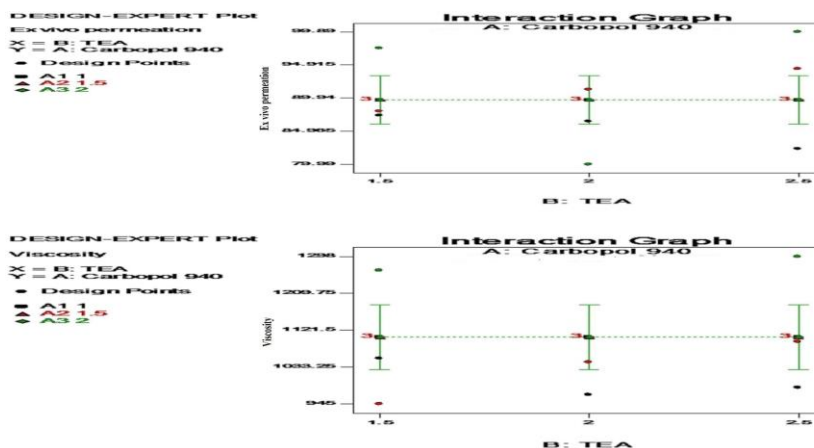 DESIGN-EXPERT Plot
Ex vivo permeation
X = B: TEA
Y = A: Carbopol 940
Design Points
A1 1
A2 1.5
A3 2
Interaction Graph
A: Carbopol 940
Ex vivo permeation
99.89
94.915
89.94
84.965
79.99
3
3
3
1.5
2
2.5
B: TEA
DESIGN-EXPERT Plot
Viscosity
X = B: TEA
Y = A: Carbopol 940
Design Points
A1 1
A2 1.5
A3 2
Interaction Graph
A: Carbopol 940
Viscosity
1298
1209.75
1121.5
1033.25
945
3
3
3
1.5
2
2.5
B: TEA